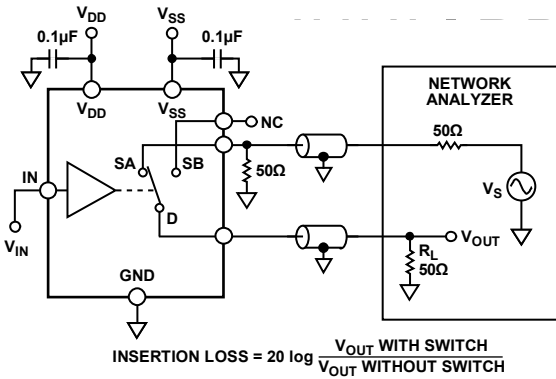 VDD
VSS
0.1µF
0.1µF
VDD
VSS
NC
NETWORK
ANALYZER
50Ω
SA
SB
50Ω
IN
VS
D
VIN
VOUT
RL
50Ω
GND
INSERTION LOSS = 20 log VOUT WITH SWITCH
VOUT WITHOUT SWITCH